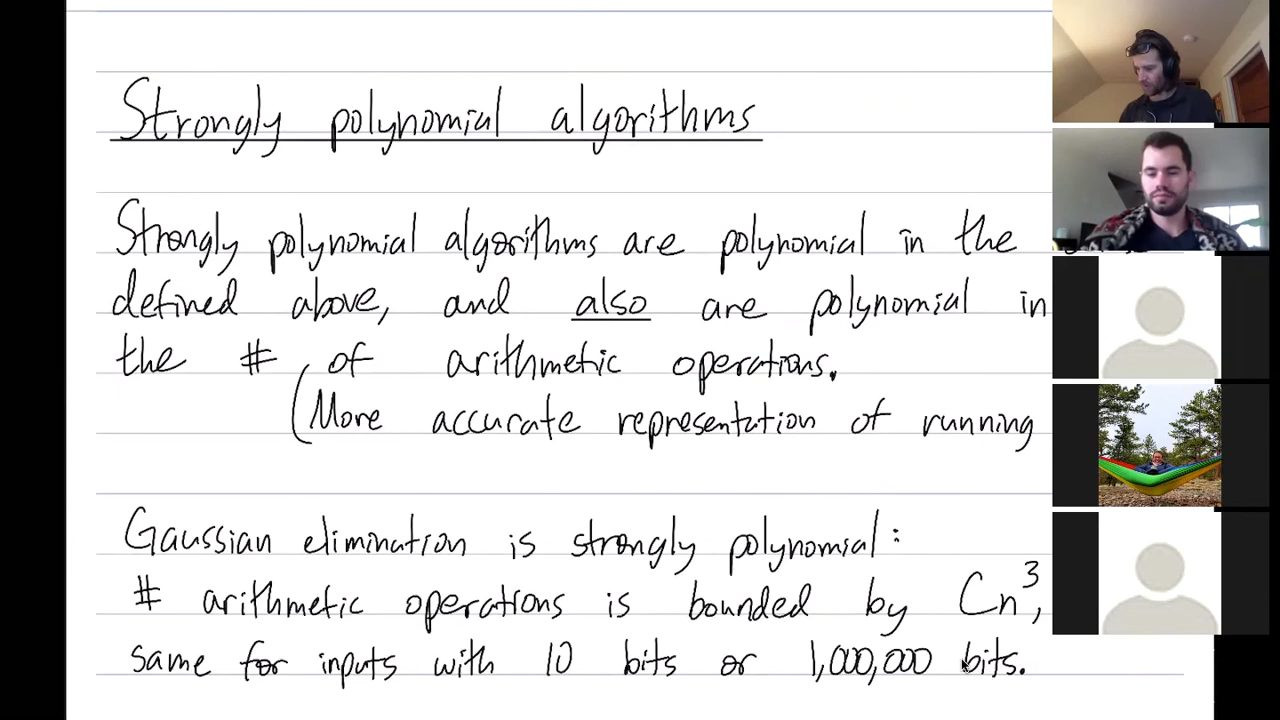 Strongly polynomial algorithms
Strongly polynomial algorithms are polynomial in the
defined above, and also are polynomial in
the # of arithmetic operations.
(More accurate representation of running
Gaussian elimination is strongly polynomial:
# arithmetic operations is bounded by Cn³,
same for inputs with 10 bits or 1,000,000 bits.